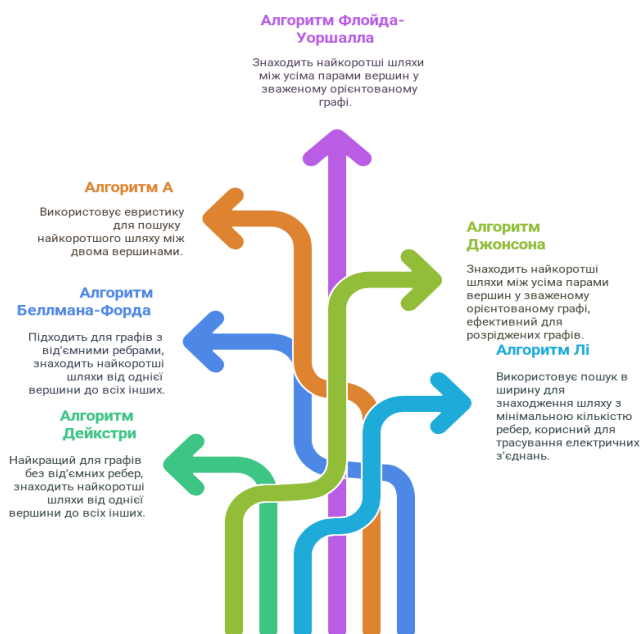 Алгоритм Флойда-
Уоршалла
Знаходить найкоротші шляхи
між усіма парами вершин у
зваженому орієнтованому
графі.
Алгоритм А
Використовує евристику
для пошуку
найкоротшого шляху між
двома вершинами.
Алгоритм
Джонсона
Знаходить найкоротші
шляхи між усіма парами
вершин у зваженому
орієнтованому графі,
ефективний для
розріджених графів.
Алгоритм
Беллмана-Форда
Підходить для графів з
від'ємними ребрами,
знаходить найкоротші
шляхи від однієї
вершини до всіх інших.
Алгоритм Лі
Використовує пошук в
ширину для
знаходження шляху з
мінімальною кількістю
ребер, корисний для
трасування електричних
з'єднань.
Алгоритм
Дейкстри
Найкращий для графів
без від'ємних ребер,
знаходить найкоротші
шляхи від однієї
вершини до всіх інших.